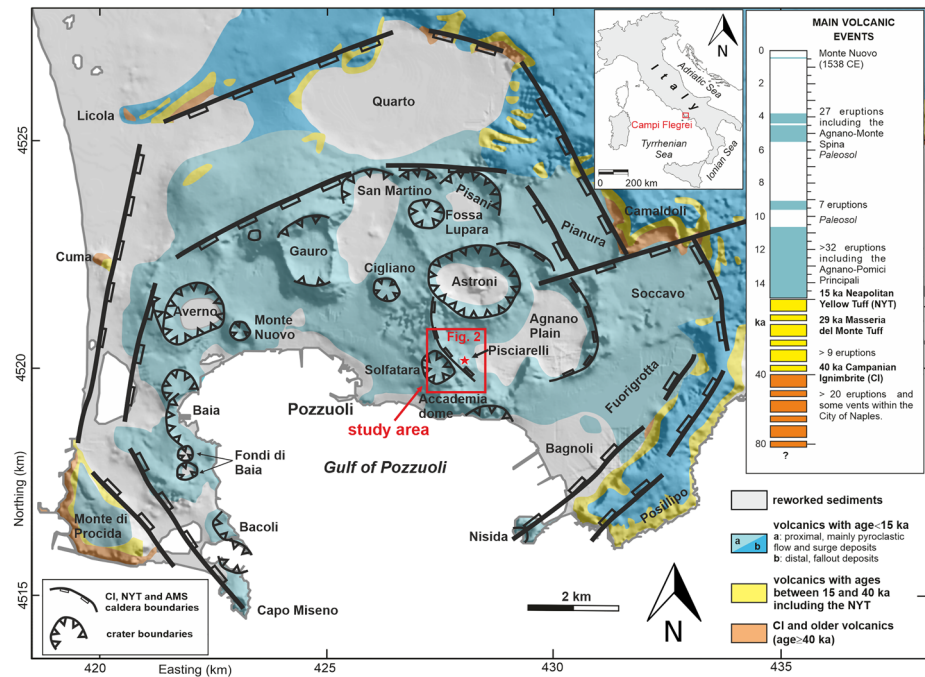 Quarto
Licola
San Martino
Pisani
Fossa
Lupara
Pianura
Camaldoli
Cuma
Gauro
Cigliano
Astroni
Soccavo
Averno
Monte
Nuovo
Agnano
Plain
Fig. 2
Pisciarelli
Solfatara
Accademia
dome
Fuorigrotta
Baia
Pozzuoli
study area
Bagnoli
Fondi di
Baia
Gulf of Pozzuoli
Monte di
Procida
Bacoli
Nisida
Posillipo
Capo Miseno
2 km
N
CI, NYT and AMS
caldera boundaries
crater boundaries
Northing (km)
4525
4520
4515
420
425
430
435
Easting (km)
N
Italy
Adriatic Sea
Campi Flegrei
Tyrrhenian
Sea
Ionian Sea
0 200 km
MAIN VOLCANIC
EVENTS
0
2
4
6
8
10
12
14
ka
40
80
?
Monte Nuovo
(1538 CE)
27 eruptions
including the
Agnano-Monte
Spina
Paleosol
7 eruptions
Paleosol
>32 eruptions
including the
Agnano-Pomici
Principali
15 ka Neapolitan
Yellow Tuff (NYT)
29 ka Masseria
del Monte Tuff
> 9 eruptions
40 ka Campanian
Ignimbrite (CI)
> 20 eruptions and
some vents within the
City of Naples.
reworked sediments
a
b
volcanics with age<15 ka
a: proximal, mainly pyroclastic
flow and surge deposits
b: distal, fallout deposits
volcanics with ages
between 15 and 40 ka
including the NYT
CI and older volcanics
(age≥40 ka)